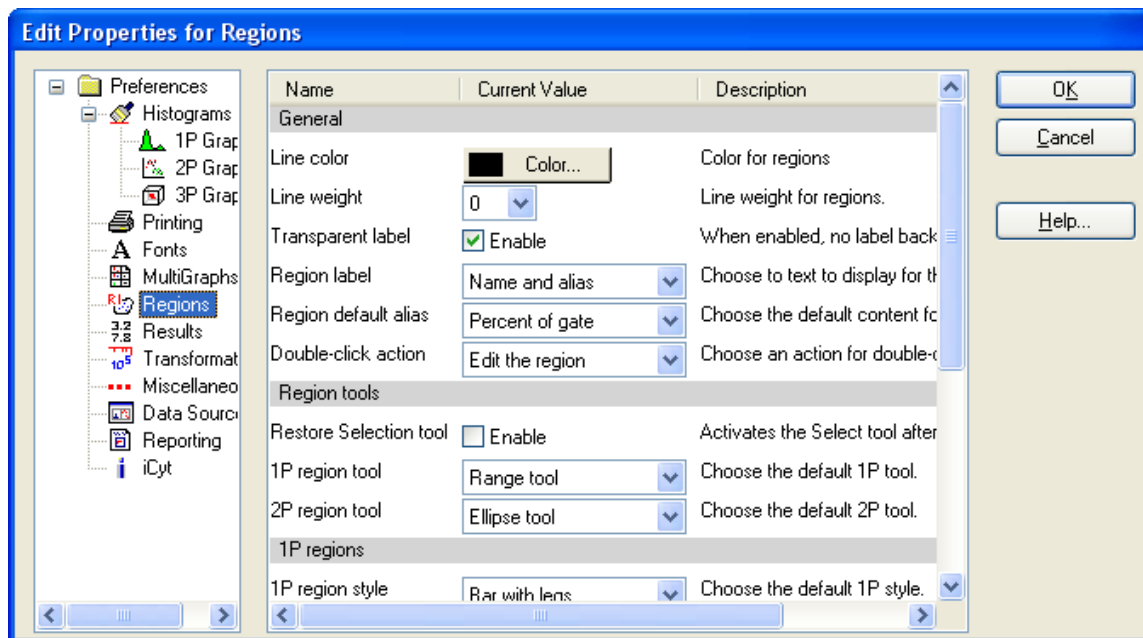 Edit Properties for Regions
Preferences
Histograms
1P Grap
2P Grap
3P Grap
Printing
Fonts
MultiGraphs
Regions
Results
Transformat
Miscellaneo
Data Source
Reporting
iCyt
Name Current Value Description
General
Line color Color... Color for regions
Line weight 0 Line weight for regions.
Transparent label Enable When enabled, no label back
Region label Name and alias Choose to text to display for th
Region default alias Percent of gate Choose the default content fo
Double-click action Edit the region Choose an action for double-c
Region tools
Restore Selection tool Enable Activates the Select tool after
1P region tool Range tool Choose the default 1P tool.
2P region tool Ellipse tool Choose the default 2P tool.
1P regions
1P region style Bar with legs Choose the default 1P style.
OK
Cancel
Help...